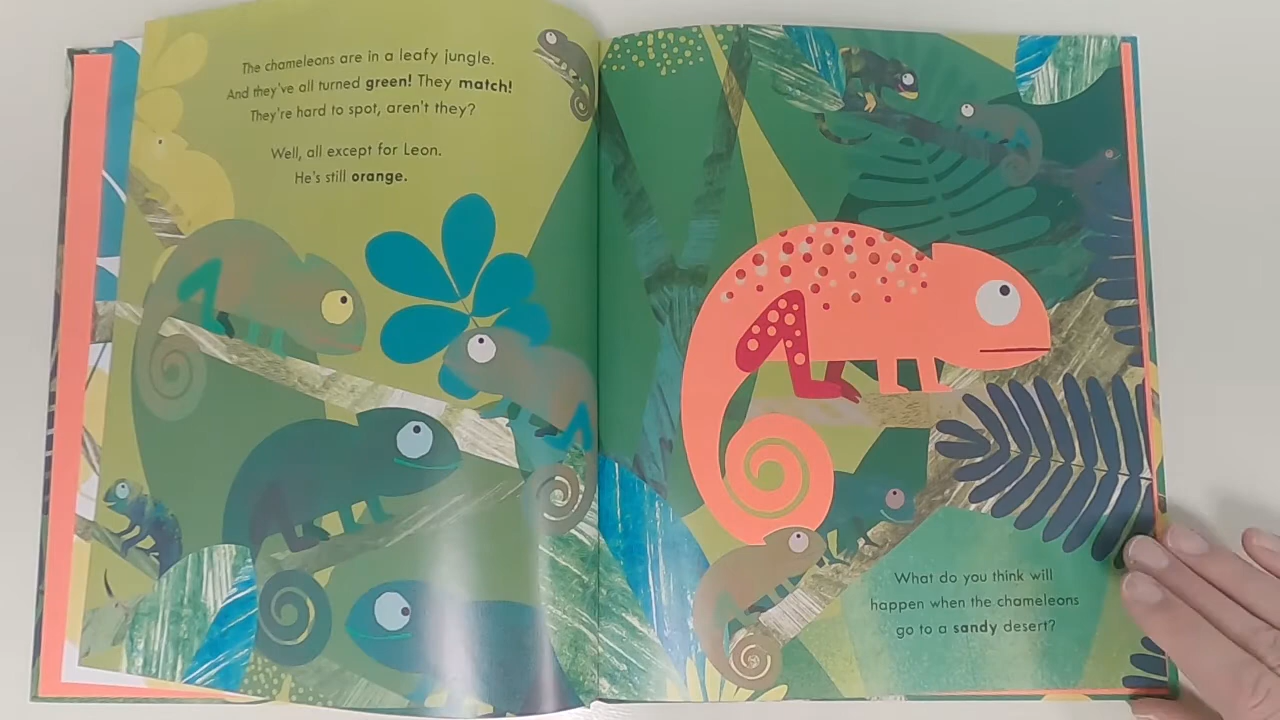 The chameleons are in a leafy jungle.
And they've all turned green! They match!
They're hard to spot, aren't they?
Well, all except for Leon.
He's still orange.
What do you think will
happen when the chameleons
go to a sandy desert?